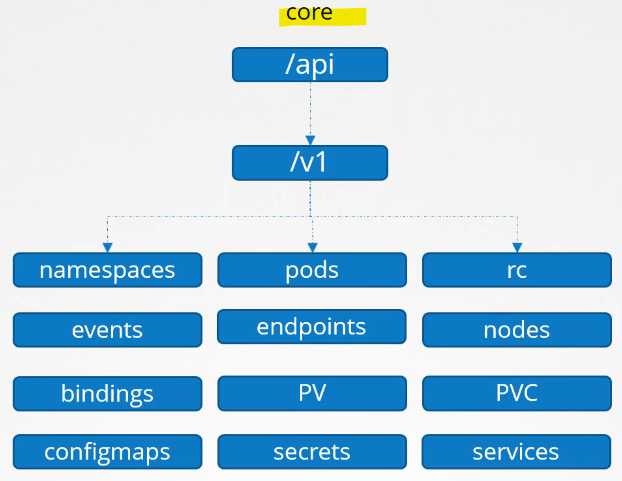 core
/api
/v1
namespaces
pods
rc
events
endpoints
nodes
bindings
PV
PVC
configmaps
secrets
services